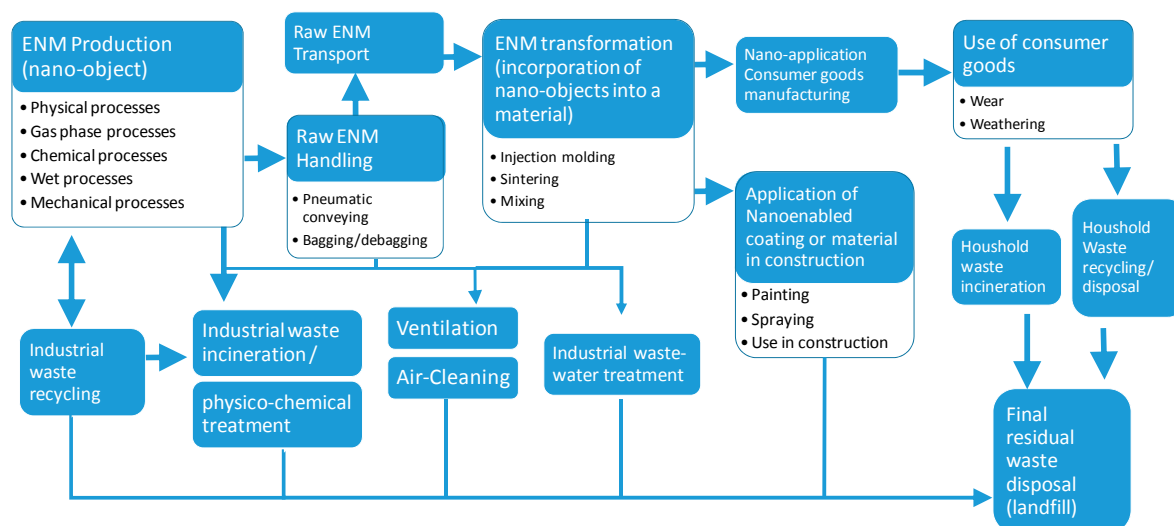 ENM Production
(nano-object)
• Physical processes
• Gas phase processes
• Chemical processes
• Wet processes
• Mechanical processes
Raw ENM
Transport
Raw ENM
Handling
• Pneumatic
conveying
• Bagging/debagging
ENM transformation
(incorporation of
nano-objects into a
material)
• Injection molding
• Sintering
• Mixing
Nano-application
Consumer goods
manufacturing
Use of consumer
goods
• Wear
• Weathering
Application of
Nanoenabled
coating or material
in construction
• Painting
• Spraying
• Use in construction
Houshold
waste
incineration
Houshold
Waste
recycling/
disposal
Industrial
waste
recycling
Industrial waste
incineration /
physico-chemical
treatment
Ventilation
Air-Cleaning
Industrial waste-
water treatment
Final
residual
waste
disposal
(landfill)